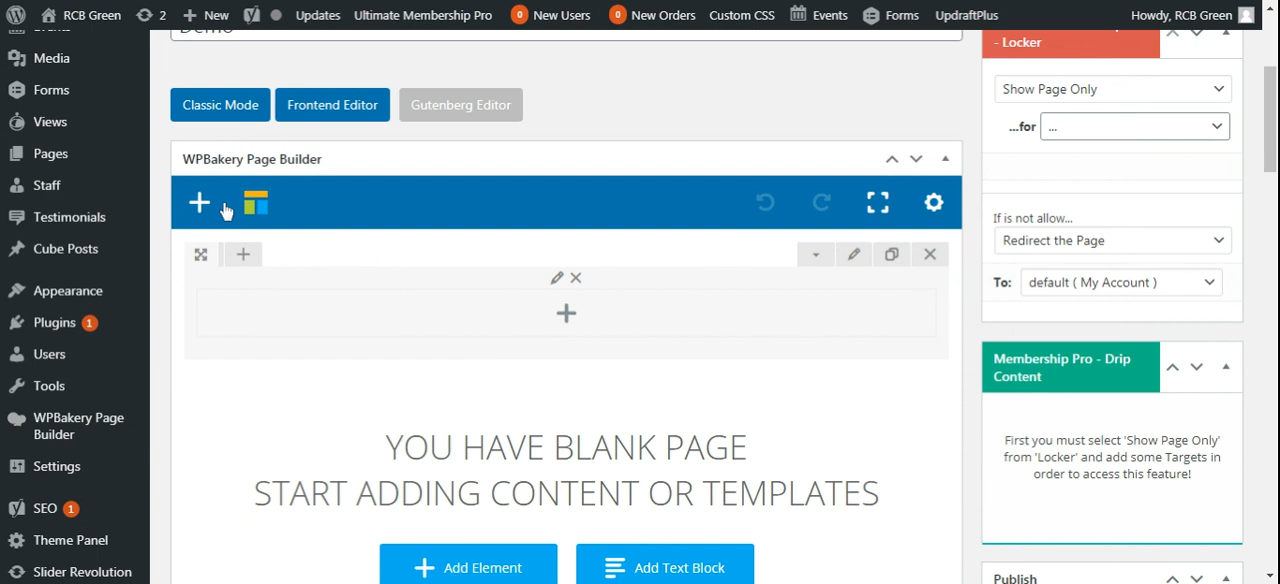 RCB Green 2 New Updates Ultimate Membership Pro 0 New Users 0 New Orders Custom CSS Events Forms UpdraftPlus Howdy, RCB Green
Events
Media
Forms
Views
Pages
Staff
Testimonials
Cube Posts
Appearance
Plugins 1
Users
Tools
WPBakery Page
Builder
Settings
SEO 1
Theme Panel
Slider Revolution
Demo
Classic Mode Frontend Editor Gutenberg Editor
WPBakery Page Builder
YOU HAVE BLANK PAGE
START ADDING CONTENT OR TEMPLATES
Add Element Add Text Block
- Locker
Show Page Only
...for ...
If is not allow...
Redirect the Page
To: default ( My Account )
Membership Pro - Drip
Content
First you must select 'Show Page Only'
from 'Locker' and add some Targets in
order to access this feature!
Publish